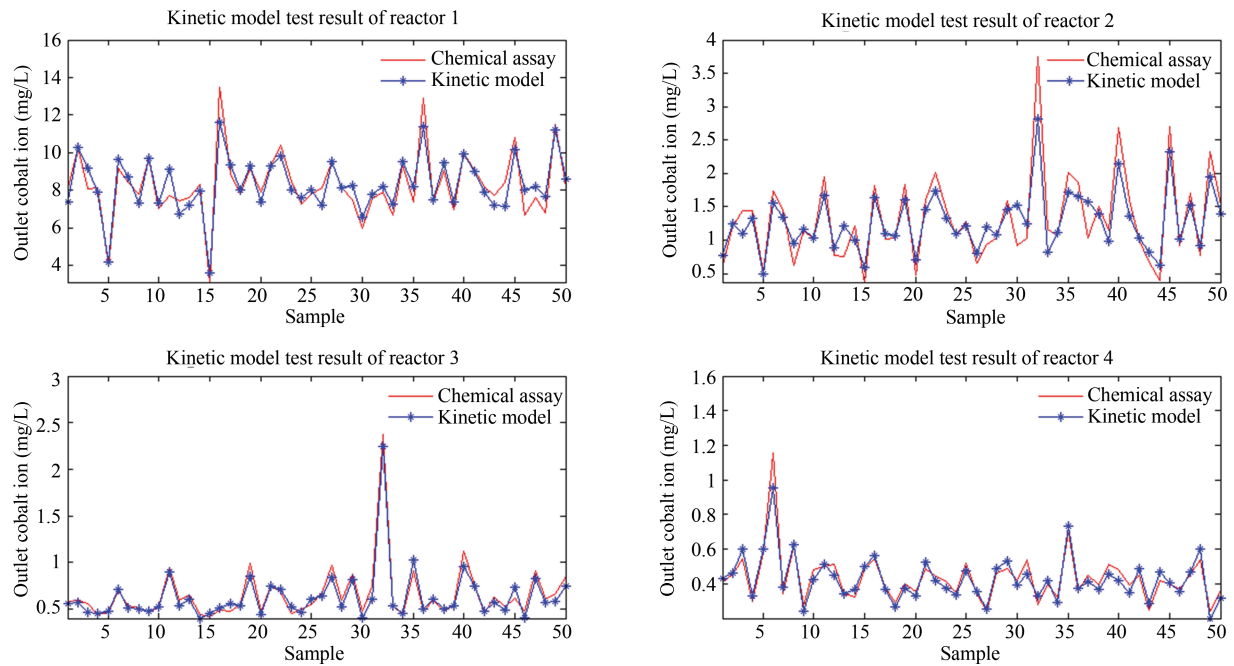 Kinetic model test result of reactor 1
16
14
12
10
8
6
4
Outlet cobalt ion (mg/L)
Chemical assay
Kinetic model
5 10 15 20 25 30 35 40 45 50
Sample
Kinetic model test result of reactor 2
4
3.5
3
2.5
2
1.5
1
0.5
Outlet cobalt ion (mg/L)
Chemical assay
Kinetic model
5 10 15 20 25 30 35 40 45 50
Sample
Kinetic model test result of reactor 3
3
2.5
2
1.5
1
0.5
Outlet cobalt ion (mg/L)
Chemical assay
Kinetic model
5 10 15 20 25 30 35 40 45 50
Sample
Kinetic model test result of reactor 4
1.6
1.4
1.2
1
0.8
0.6
0.4
Outlet cobalt ion (mg/L)
Chemical assay
Kinetic model
5 10 15 20 25 30 35 40 45 50
Sample